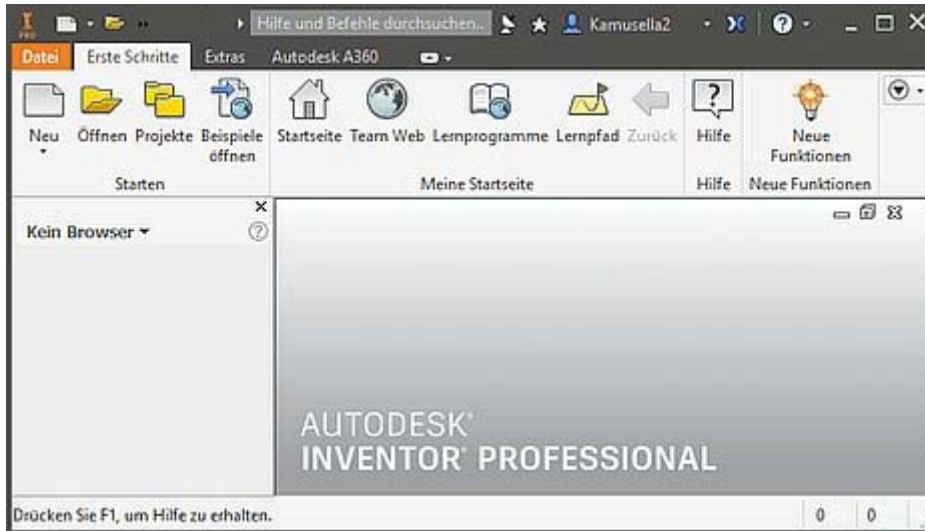 PRO
Hilfe und Befehle durchsuchen...
Kamusella2
Datei Erste Schritte Extras Autodesk A360
Neu Öffnen Projekte Beispiele öffnen Startseite Team Web Lernprogramme Lernpfad Zurück Hilfe Neue Funktionen
Starten Meine Startseite Hilfe Neue Funktionen
Kein Browser
AUTODESK®
INVENTOR® PROFESSIONAL
Drücken Sie F1, um Hilfe zu erhalten. 0 0